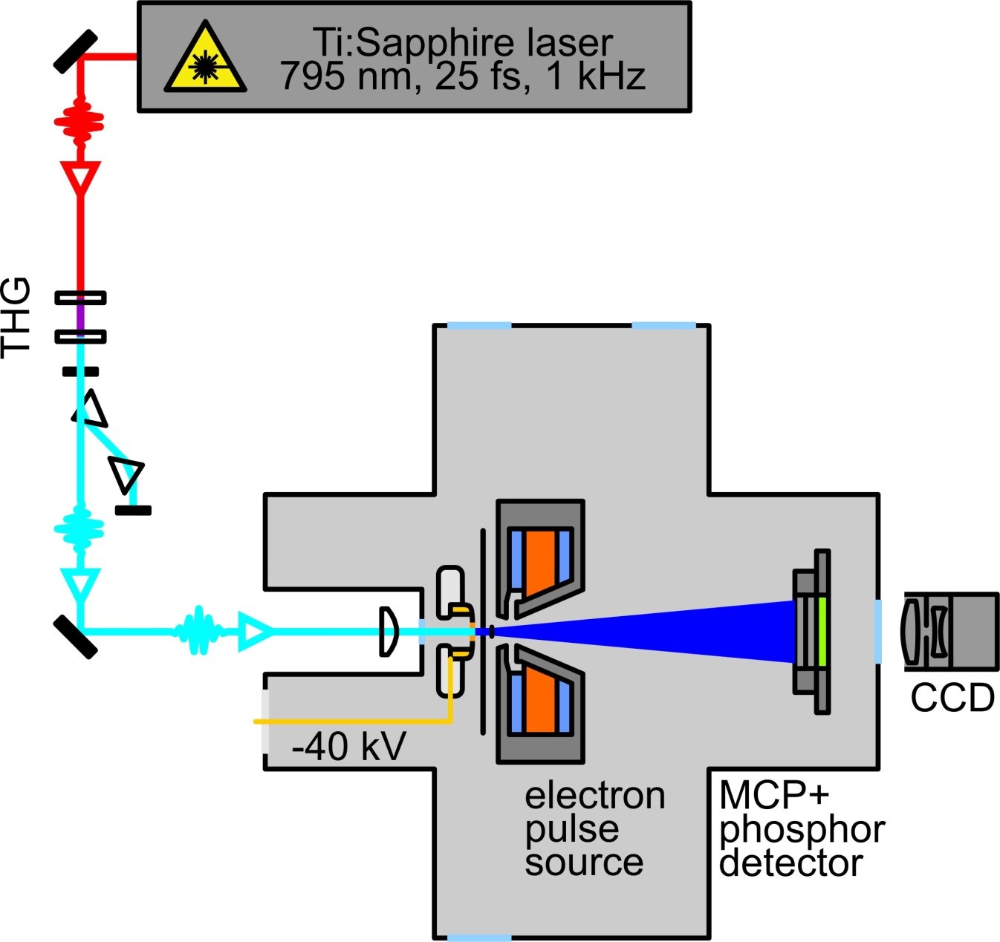 Ti:Sapphire laser
795 nm, 25 fs, 1 kHz
THG
CCD
-40 kV
electron
pulse
source
MCP+
phosphor
detector